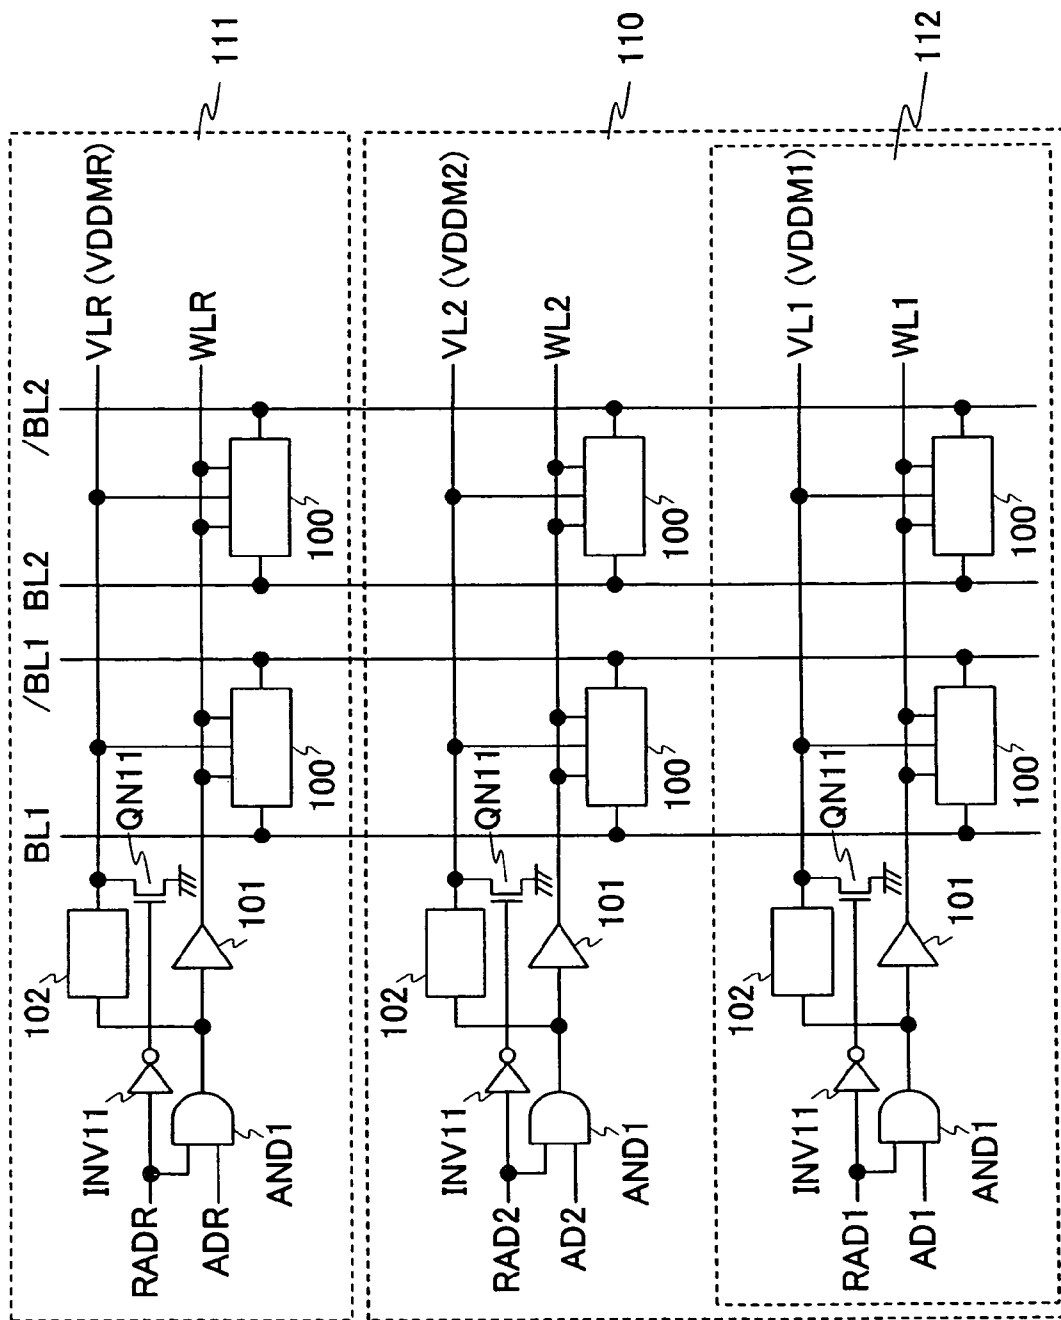 /BL2
BL2
/BL1
BL1
VLR (VDDMR)
WLR
111
102
QN11
100
100
101
INV11
RADR
ADR
AND1
VL2 (VDDM2)
WL2
110
102
QN11
100
100
101
INV11
RAD2
AD2
AND1
VL1 (VDDM1)
WL1
112
102
QN11
100
100
101
INV11
RAD1
AD1
AND1